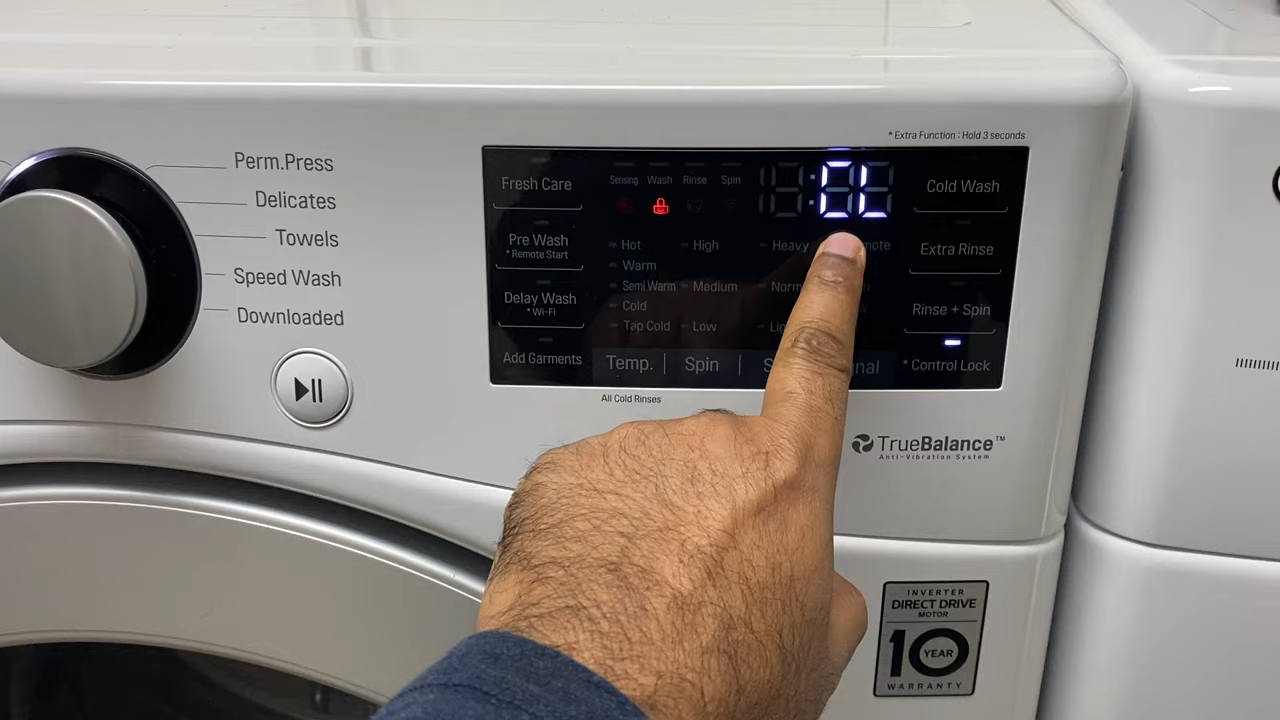 * Extra Function : Hold 3 seconds
Perm.Press
Delicates
Towels
Speed Wash
Downloaded
Fresh Care
Sensing Wash Rinse Spin
CL
Cold Wash
Pre Wash
* Remote Start
Hot High Heavy
Extra Rinse
Warm
Delay Wash
* Wi-Fi
Semi Warm Medium
Cold
Rinse + Spin
Tap Cold Low
Add Garments
Temp. Spin
* Control Lock
All Cold Rinses
TrueBalance™
Anti-Vibration System
INVERTER
DIRECT DRIVE
MOTOR
10 YEAR
WARRANTY